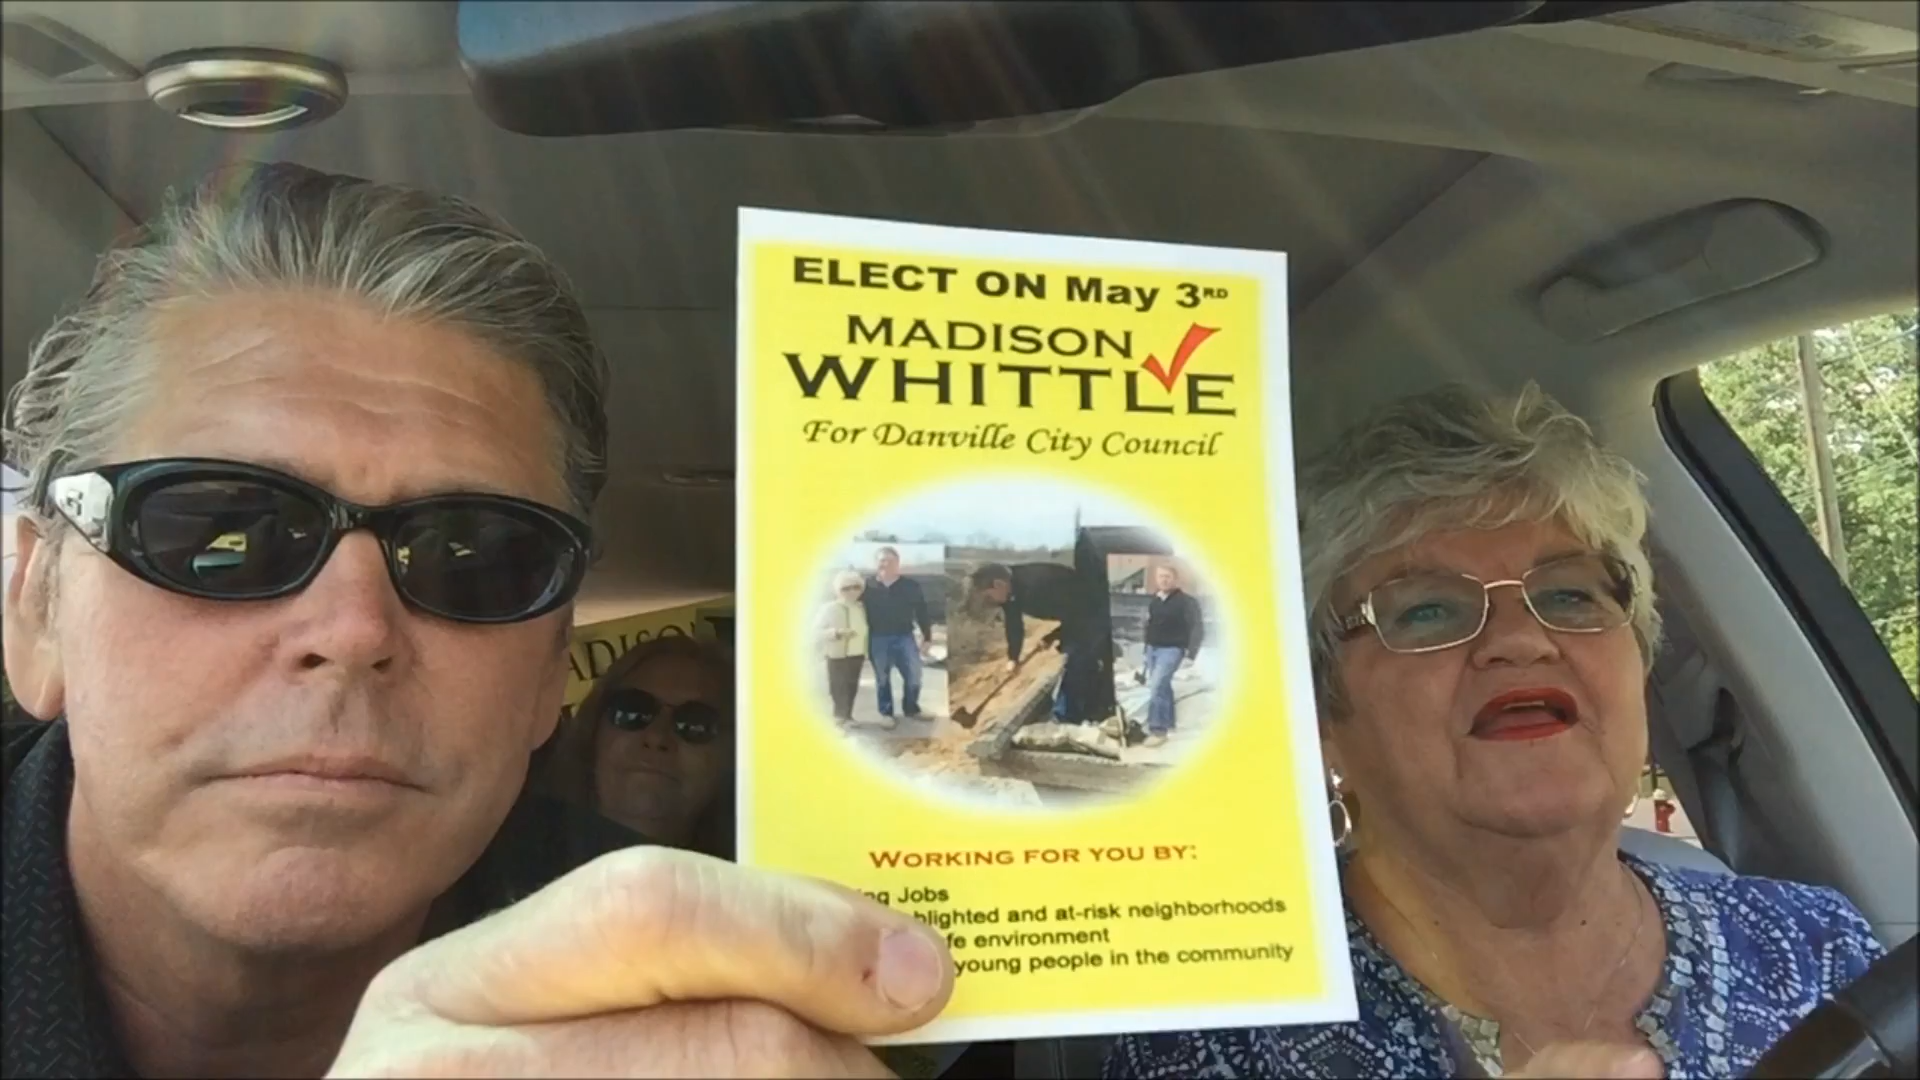 ELECT ON May 3RD
MADISON
WHITTLE
For Danville City Council
WORKING FOR YOU BY:
Jobs
blighted and at-risk neighborhoods
environment
young people in the community
ADISON